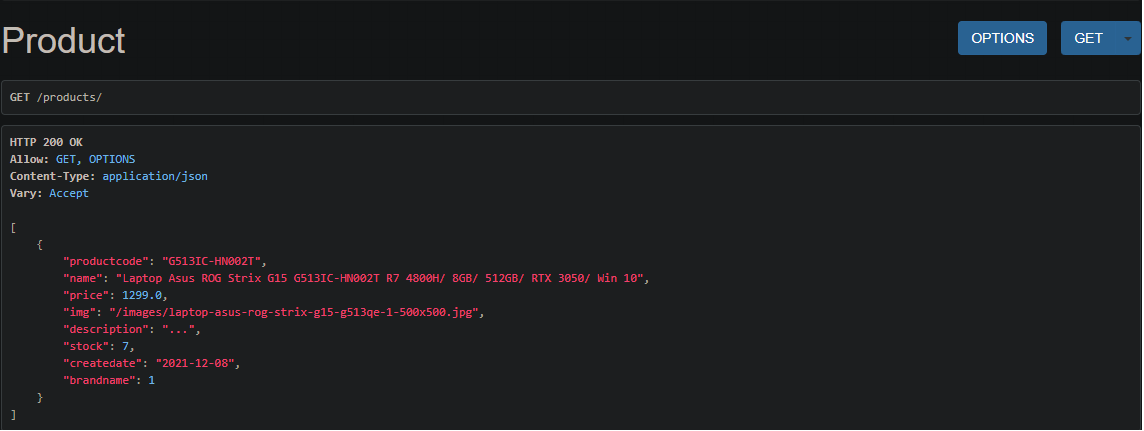 Product
OPTIONS
GET
GET /products/
HTTP 200 OK
Allow: GET, OPTIONS
Content-Type: application/json
Vary: Accept
[
    {
        "productcode": "G513IC-HN002T",
        "name": "Laptop Asus ROG Strix G15 G513IC-HN002T R7 4800H/ 8GB/ 512GB/ RTX 3050/ Win 10",
        "price": 1299.0,
        "img": "/images/laptop-asus-rog-strix-g15-g513qe-1-500x500.jpg",
        "description": "...",
        "stock": 7,
        "createdate": "2021-12-08",
        "brandname": 1
    }
]